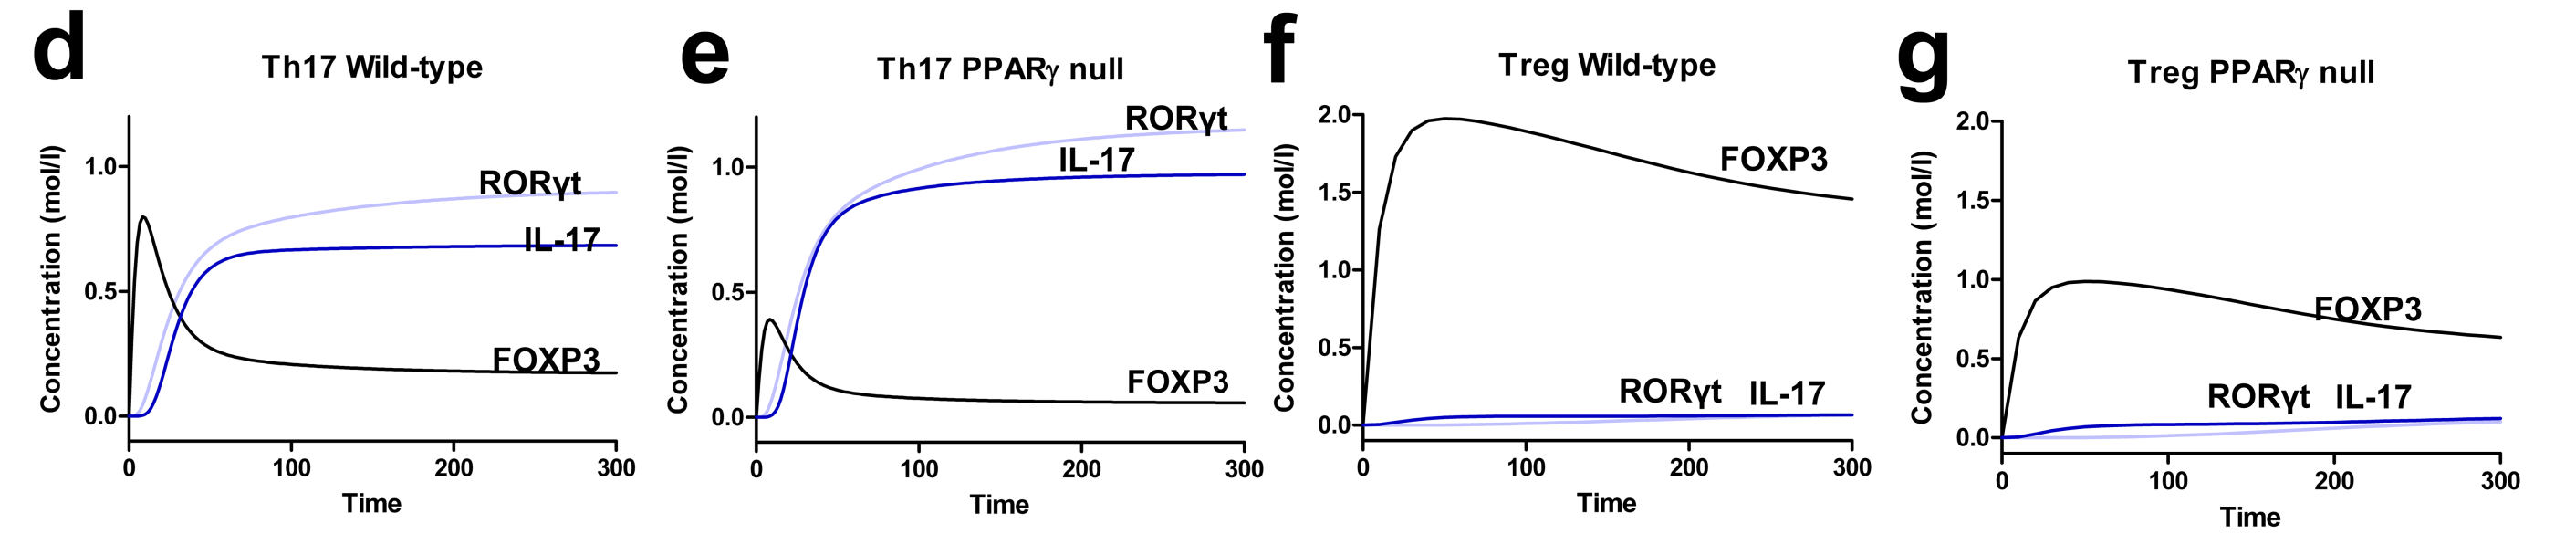 d
Th17 Wild-type
Concentration (mol/l)
1.0
0.5
0.0
RORγt
IL-17
FOXP3
0 100 200 300
Time
e
Th17 PPARγ null
Concentration (mol/l)
1.0
0.5
0.0
RORγt
IL-17
FOXP3
0 100 200 300
Time
f
Treg Wild-type
Concentration (mol/l)
2.0
1.5
1.0
0.5
0.0
FOXP3
RORγt IL-17
0 100 200 300
Time
g
Treg PPARγ null
Concentration (mol/l)
2.0
1.5
1.0
0.5
0.0
FOXP3
RORγt IL-17
0 100 200 300
Time